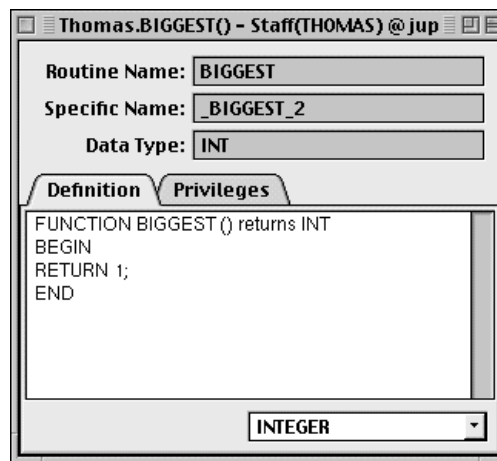 Thomas.BIGGEST() - Staff(THOMAS) @ jup
Routine Name: BIGGEST
Specific Name: _BIGGEST_2
Data Type: INT
Definition Privileges
FUNCTION BIGGEST () returns INT
BEGIN
RETURN 1;
END
INTEGER